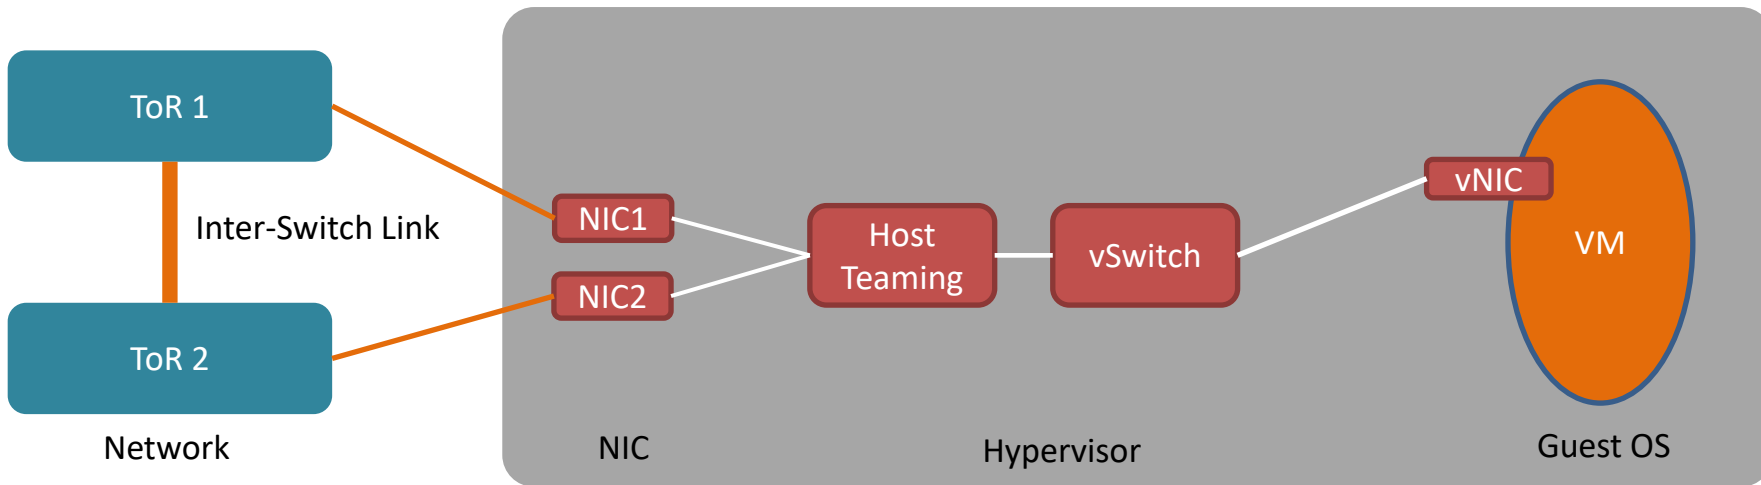 ToR 1
Inter-Switch Link
ToR 2
Network
NIC1
NIC2
NIC
Host
Teaming
vSwitch
Hypervisor
vNIC
VM
Guest OS